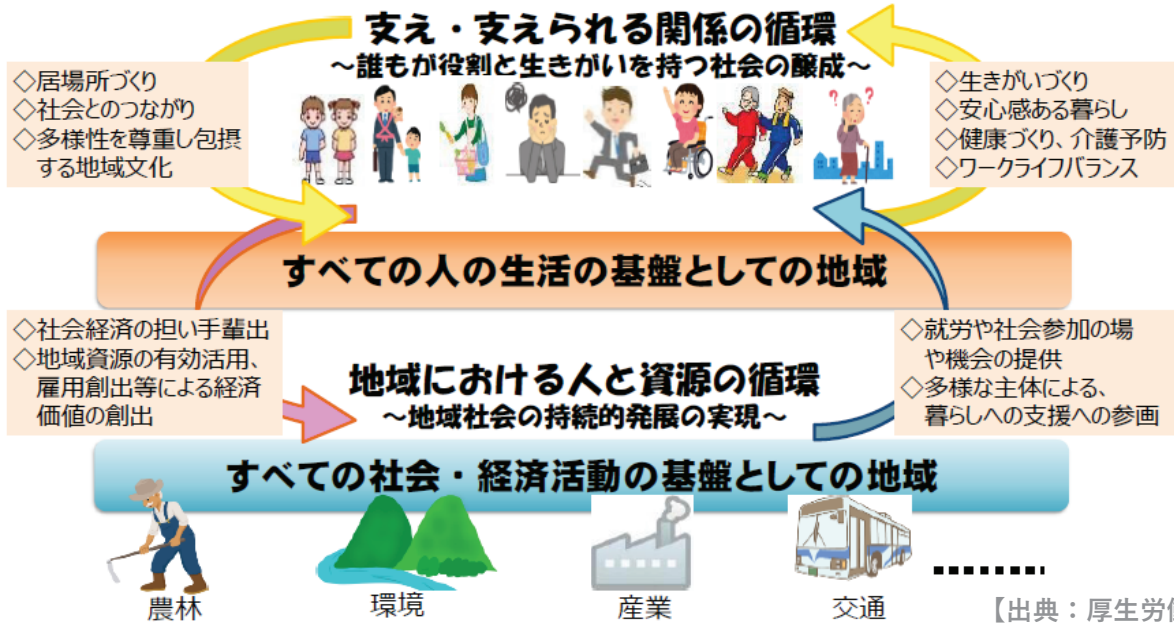 支え・支えられる関係の循環
～誰もが役割と生きがいを持つ社会の醸成～
◇居場所づくり
◇社会とのつながり
◇多様性を尊重し包摂
する地域文化
◇生きがいづくり
◇安心感ある暮らし
◇健康づくり、介護予防
◇ワークライフバランス
? ?
すべての人の生活の基盤としての地域
◇社会経済の担い手輩出
◇地域資源の有効活用、
雇用創出等による経済
価値の創出
地域における人と資源の循環
～地域社会の持続的発展の実現～
◇就労や社会参加の場
や機会の提供
◇多様な主体による、
暮らしへの支援への参画
すべての社会・経済活動の基盤としての地域
農林
環境
産業
交通
【出典：厚生労